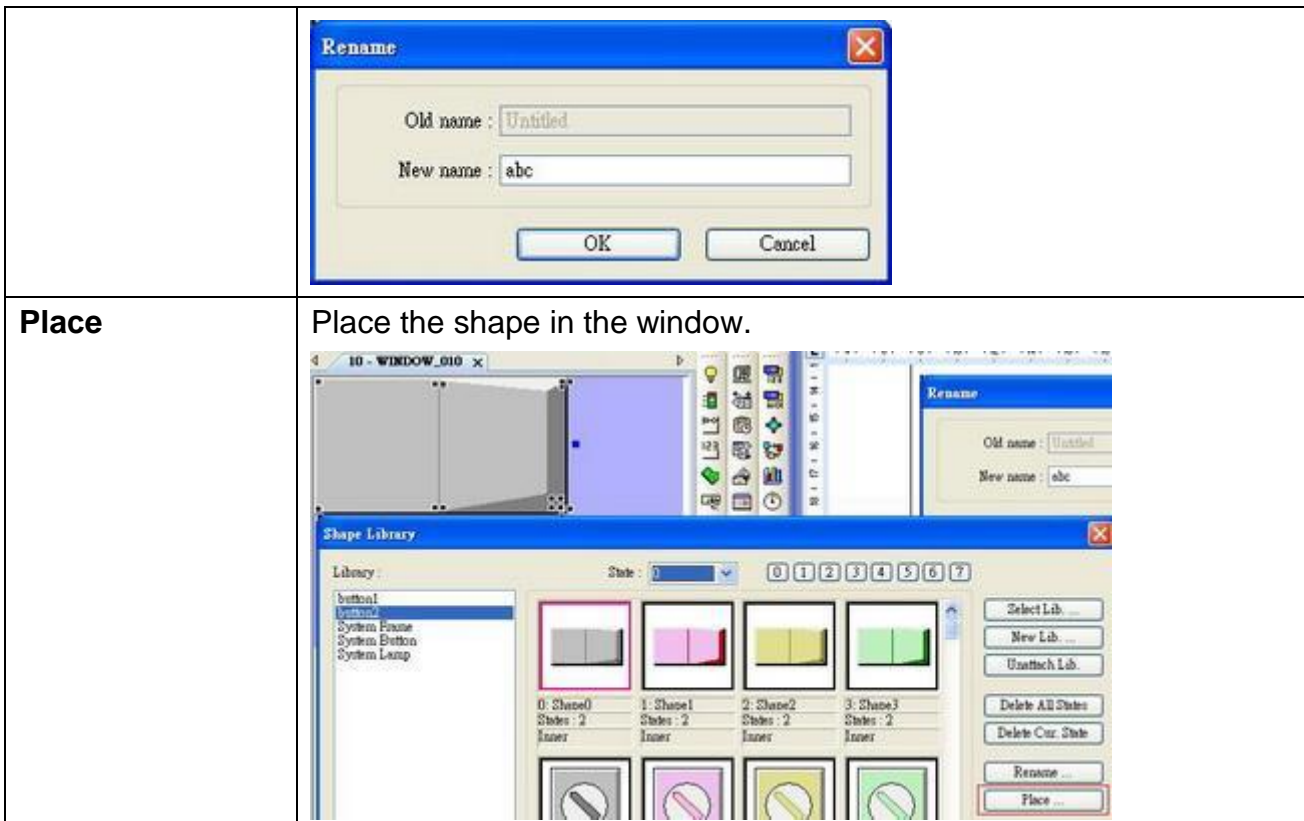 Rename
Old name : Untitled
New name : abc
OK Cancel
Place Place the shape in the window.
10 - WINDOW_010 x
Rename
Old name : Untitled
New name : abc
Shape Library
Library : State : 0 0 1 2 3 4 5 6 7
button1
button2
System Frame
System Button
System Lamp
Select Lib. ...
New Lib. ...
Unattach Lib.
0: Shape0 1: Shape1 2: Shape2 3: Shape3
States : 2 States : 2 States : 2 States : 2
Inner Inner Inner Inner
Delete All States
Delete Cur. State
Rename ...
Place ...